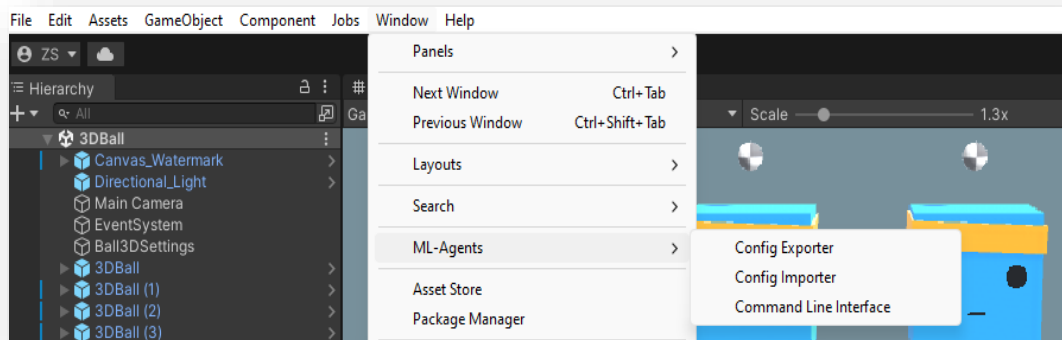 File Edit Assets GameObject Component Jobs Window Help
ZS
Hierarchy
All
3DBall
Canvas_Watermark
Directional_Light
Main Camera
EventSystem
Ball3DSettings
3DBall
3DBall (1)
3DBall (2)
3DBall (3)
Panels
Next Window Ctrl+Tab
Previous Window Ctrl+Shift+Tab
Layouts
Search
ML-Agents
Asset Store
Package Manager
Config Exporter
Config Importer
Command Line Interface
Ga
Scale 1.3x